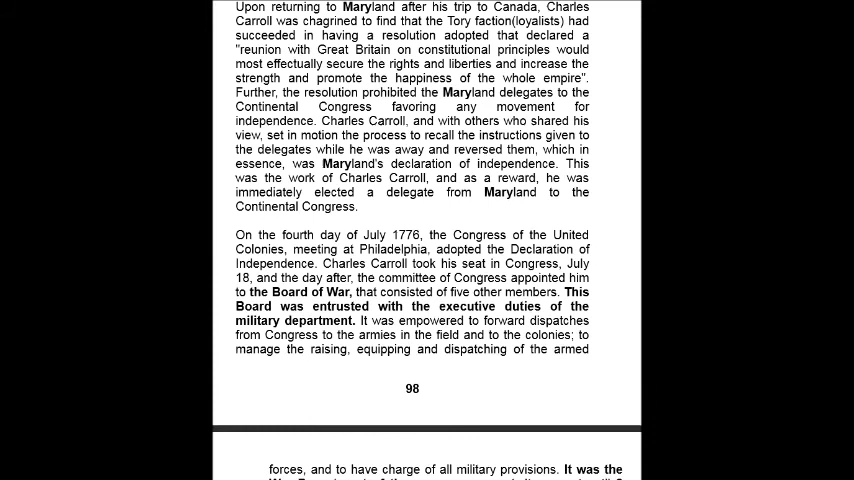 Upon returning to Maryland after his trip to Canada, Charles
Carroll was chagrined to find that the Tory faction(loyalists) had
succeeded in having a resolution adopted that declared a
"reunion with Great Britain on constitutional principles would
most effectually secure the rights and liberties and increase the
strength and promote the happiness of the whole empire".
Further, the resolution prohibited the Maryland delegates to the
Continental Congress favoring any movement for
independence. Charles Carroll, and with others who shared his
view, set in motion the process to recall the instructions given to
the delegates while he was away and reversed them, which in
essence, was Maryland's declaration of independence. This
was the work of Charles Carroll, and as a reward, he was
immediately elected a delegate from Maryland to the
Continental Congress.
On the fourth day of July 1776, the Congress of the United
Colonies, meeting at Philadelphia, adopted the Declaration of
Independence. Charles Carroll took his seat in Congress, July
18, and the day after, the committee of Congress appointed him
to the Board of War, that consisted of five other members. This
Board was entrusted with the executive duties of the
military department. It was empowered to forward dispatches
from Congress to the armies in the field and to the colonies; to
manage the raising, equipping and dispatching of the armed
98
forces, and to have charge of all military provisions. It was the